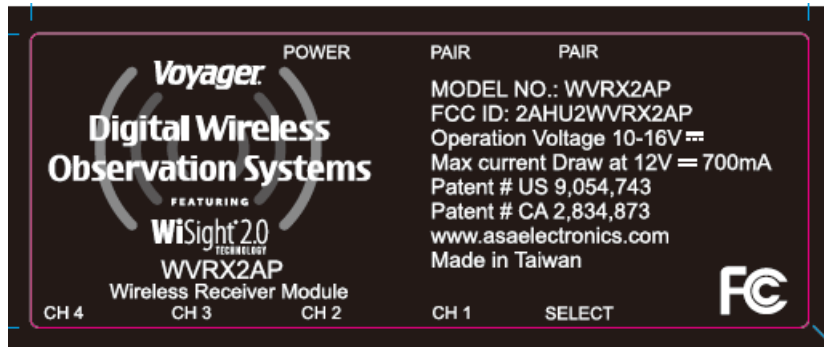 POWER PAIR PAIR
Voyager
Digital Wireless
Observation Systems
FEATURING
WiSight 2.0
TECHNOLOGY
WVRX2AP
Wireless Receiver Module
MODEL NO.: WVRX2AP
FCC ID: 2AHU2WVRX2AP
Operation Voltage 10-16V⎓
Max current Draw at 12V ⎓ 700mA
Patent # US 9,054,743
Patent # CA 2,834,873
www.asaelectronics.com
Made in Taiwan
FC
CH 4 CH 3 CH 2 CH 1 SELECT